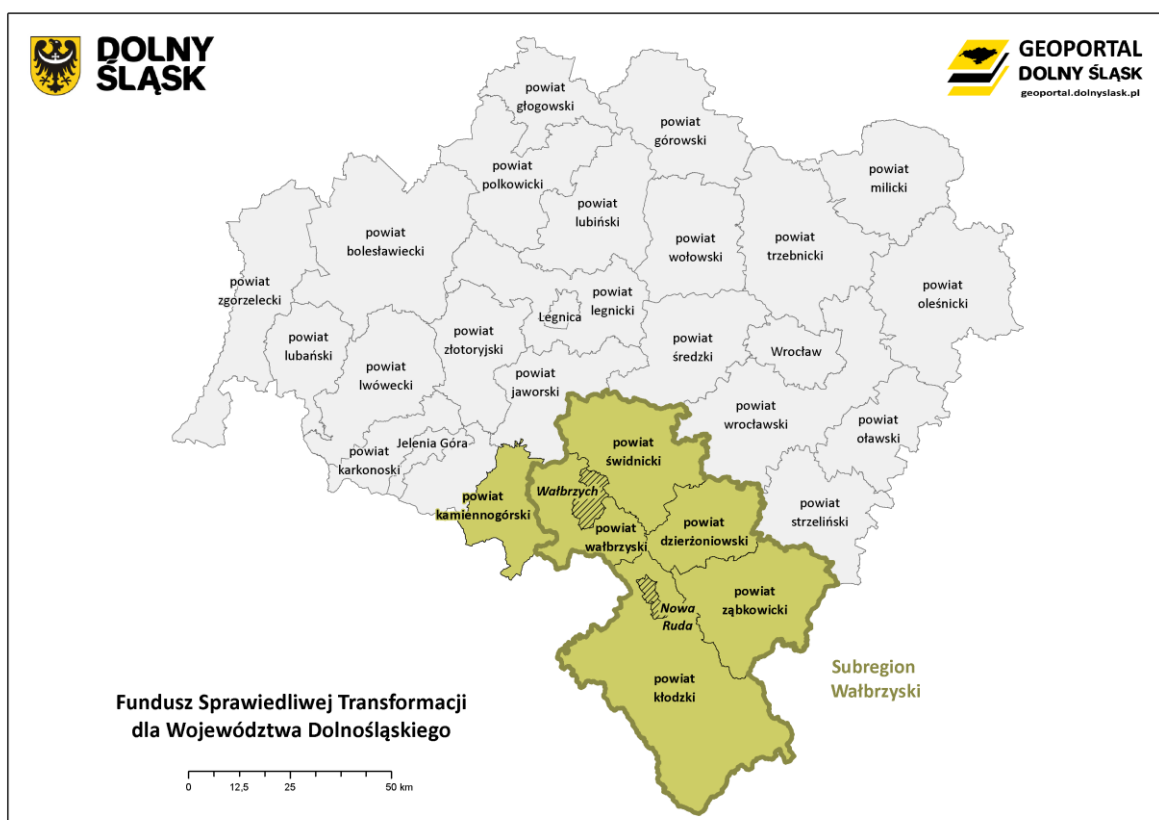 DOLNY
ŚLĄSK
GEOPORTAL
DOLNY ŚLĄSK
geoportal.dolnyslask.pl
powiat
głogowski
powiat
górowski
powiat
milicki
powiat
polkowicki
powiat
lubiński
powiat
bolesławiecki
powiat
wołowski
powiat
trzebnicki
powiat
zgorzelecki
powiat
oleśnicki
powiat
legnicki
Legnica
powiat
lubański
powiat
złotoryjski
powiat
średzki
Wrocław
powiat
lwówecki
powiat
jaworski
powiat
wrocławski
powiat
oławski
Jelenia Góra
powiat
karkonoski
powiat
świdnicki
Wałbrzych
powiat
kamiennogórski
powiat
strzeliński
powiat
wałbrzyski
powiat
dzierżoniowski
powiat
ząbkowicki
Nowa
Ruda
powiat
kłodzki
Subregion
Wałbrzyski
Fundusz Sprawiedliwej Transformacji
dla Województwa Dolnośląskiego
0 12,5 25 50 km